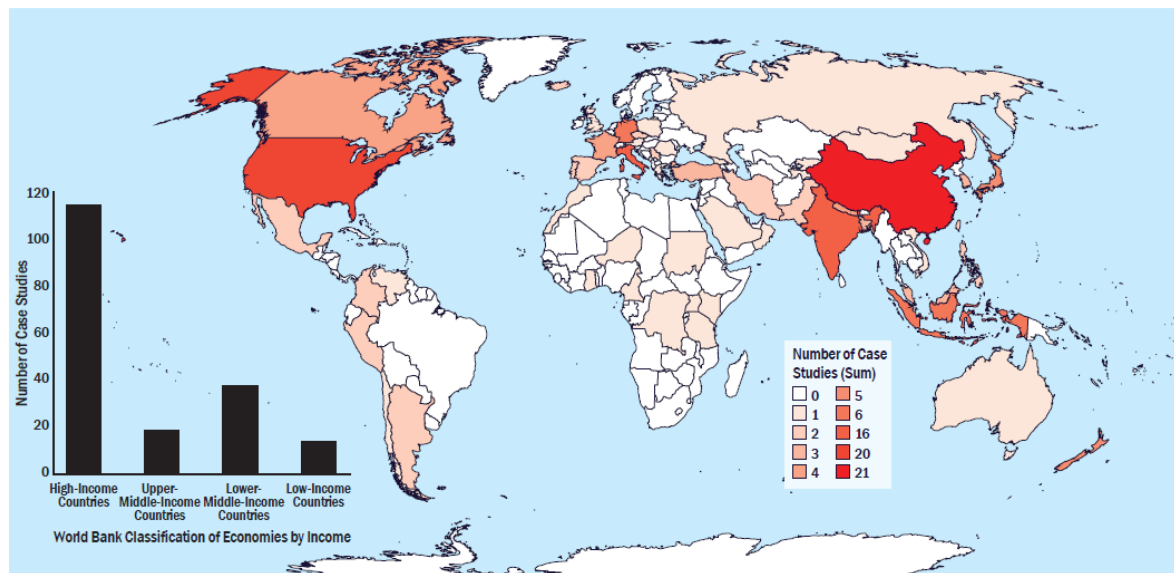 120
100
80
60
40
20
0
Number of Case Studies
High-Income
Countries
Upper-
Middle-Income
Countries
Lower-
Middle-Income
Countries
Low-Income
Countries
World Bank Classification of Economies by Income
Number of Case
Studies (Sum)
0
1
2
3
4
5
6
16
20
21